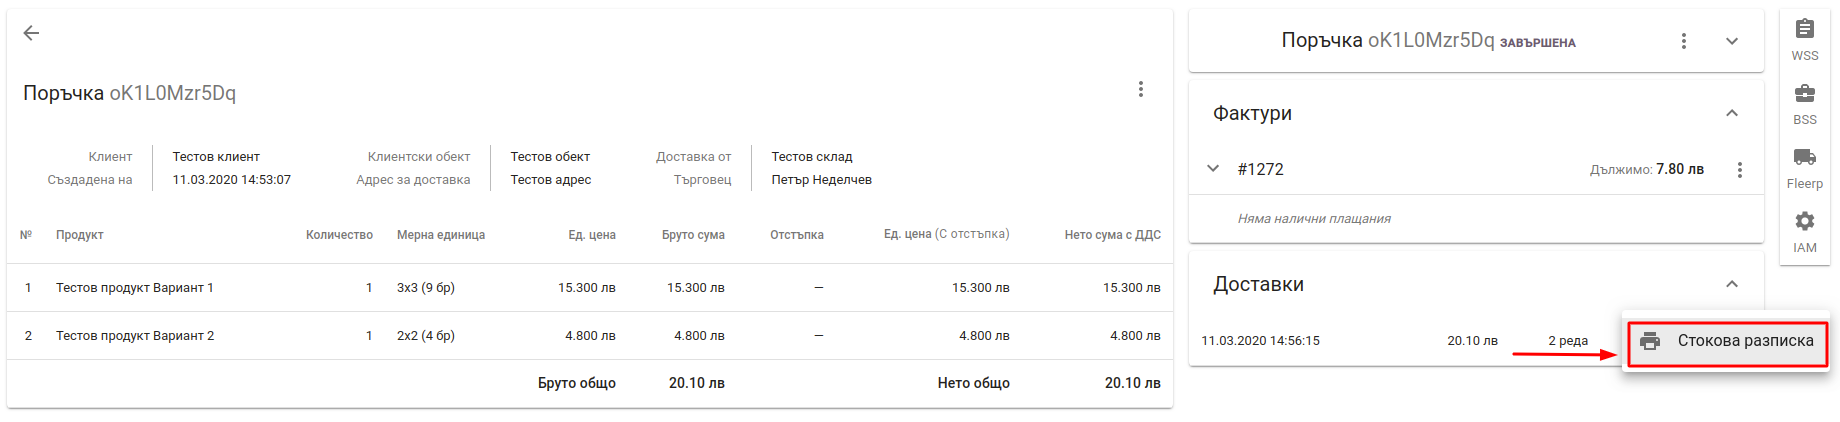 Поръчка oK1L0Mzr5Dq
Клиент Тестов клиент Клиентски обект Тестов обект Доставка от Тестов склад
Създадена на 11.03.2020 14:53:07 Адрес за доставка Тестов адрес Търговец Петър Неделчев
№ Продукт Количество Мерна единица Ед. цена Бруто сума Отстъпка Ед. цена (С отстъпка) Нето сума с ДДС
1 Тестов продукт Вариант 1 1 3x3 (9 бр) 15.300 лв 15.300 лв — 15.300 лв 15.300 лв
2 Тестов продукт Вариант 2 1 2x2 (4 бр) 4.800 лв 4.800 лв — 4.800 лв 4.800 лв
Бруто общо 20.10 лв Нето общо 20.10 лв
Поръчка oK1L0Mzr5Dq ЗАВЪРШЕНА
Фактури
#1272 Дължимо: 7.80 лв
Няма налични плащания
Доставки
11.03.2020 14:56:15 20.10 лв 2 реда Стокова разписка
WSS
BSS
Fleerp
IAM